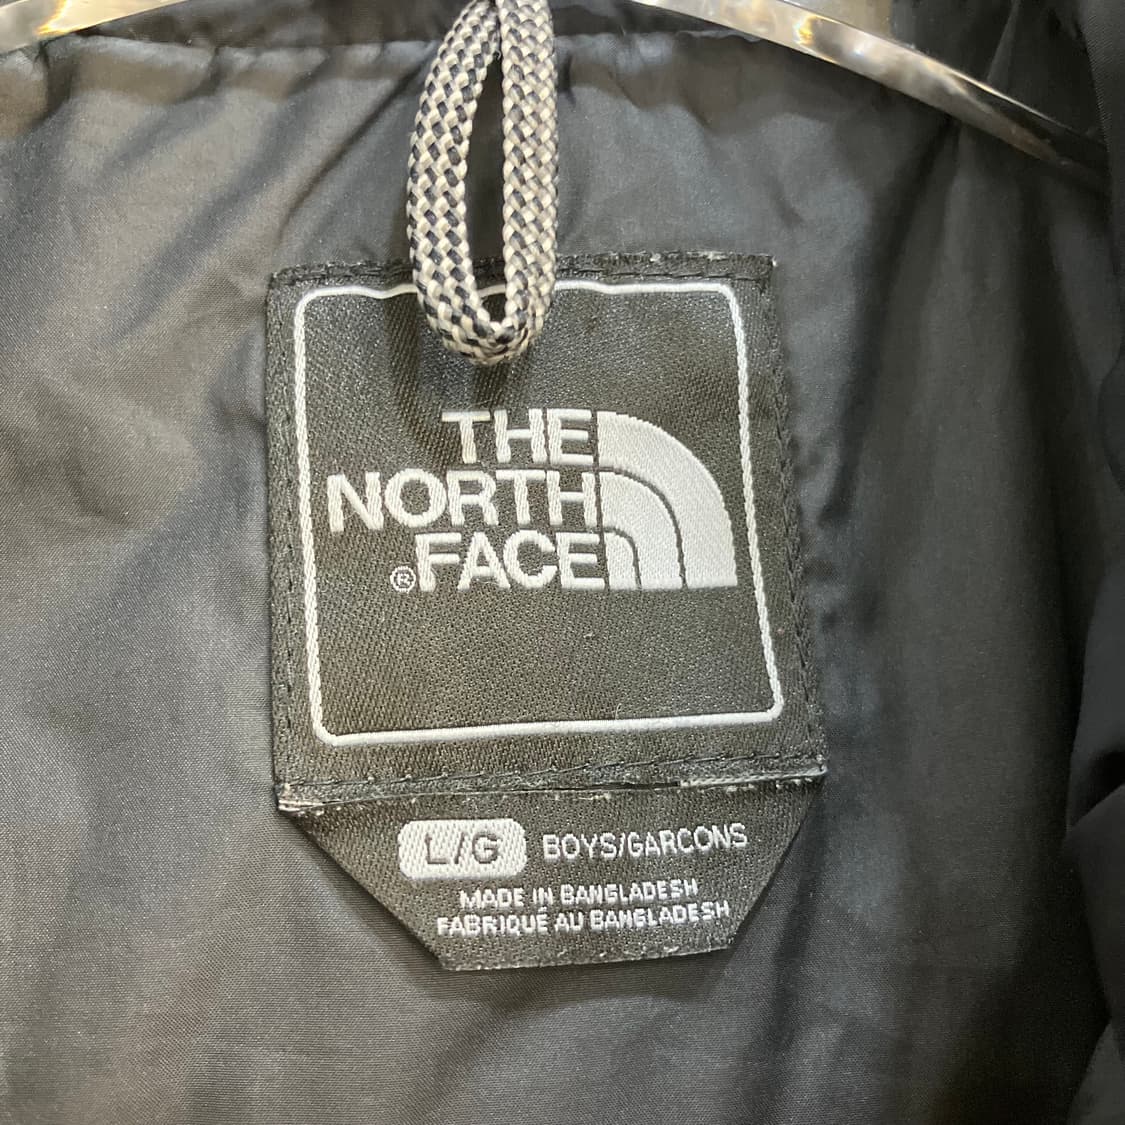 THE
NORTH
®FACE
L/G BOYS/GARCONS
MADE IN BANGLADESH
FABRIQUÉ AU BANGLADESH